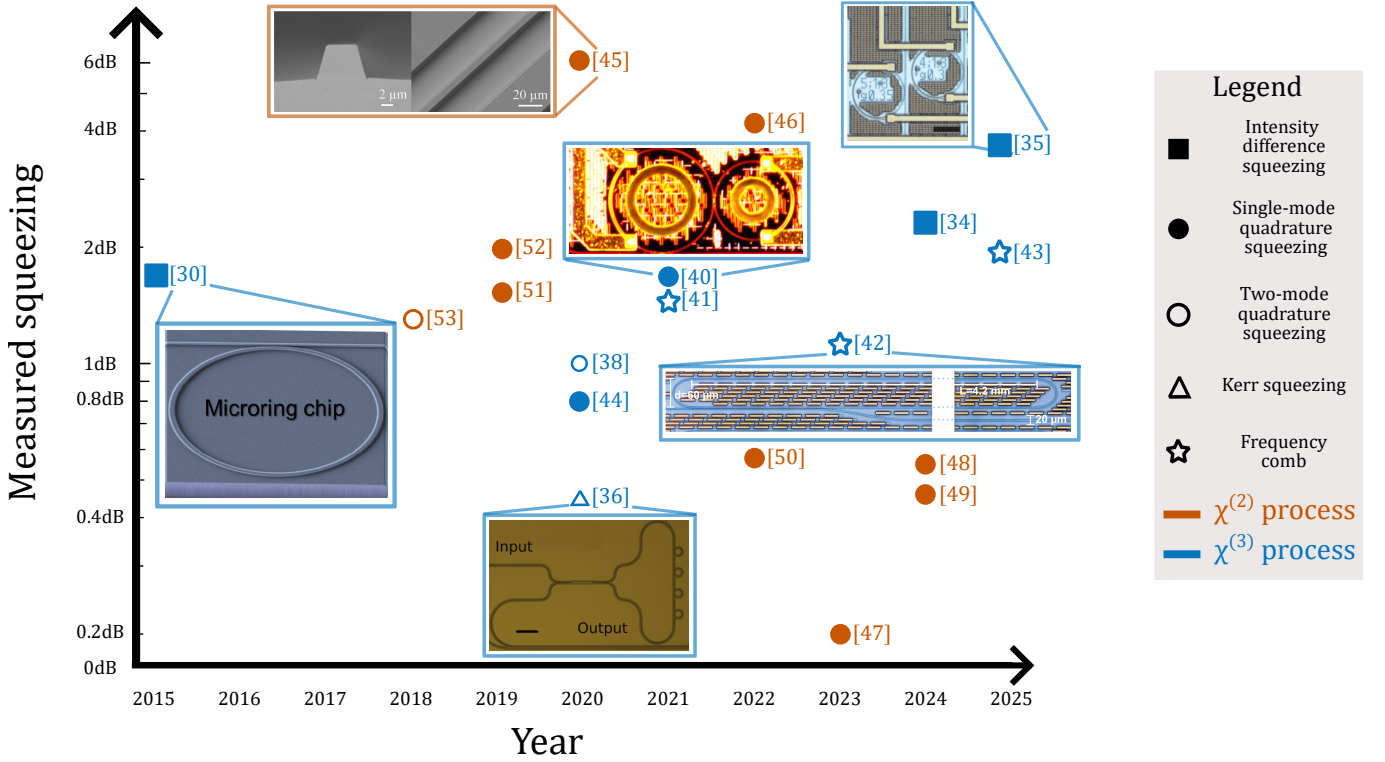 Measured squeezing
6dB
4dB
2dB
1dB
0.8dB
0.4dB
0.2dB
0dB
2015
2016
2017
2018
2019
2020
2021
2022
2023
2024
2025
Year
2 μm
20 μm
[45]
[46]
[35]
[34]
[43]
[30]
[52]
[51]
[53]
[40]
[41]
[42]
[38]
[44]
Microring chip
d=60 μm
L=4.2 mm
20 μm
[50]
[48]
[49]
[36]
Input
Output
[47]
Legend
Intensity
difference
squeezing
Single-mode
quadrature
squeezing
Two-mode
quadrature
squeezing
Kerr squeezing
Frequency
comb
χ⁽²⁾ process
χ⁽³⁾ process